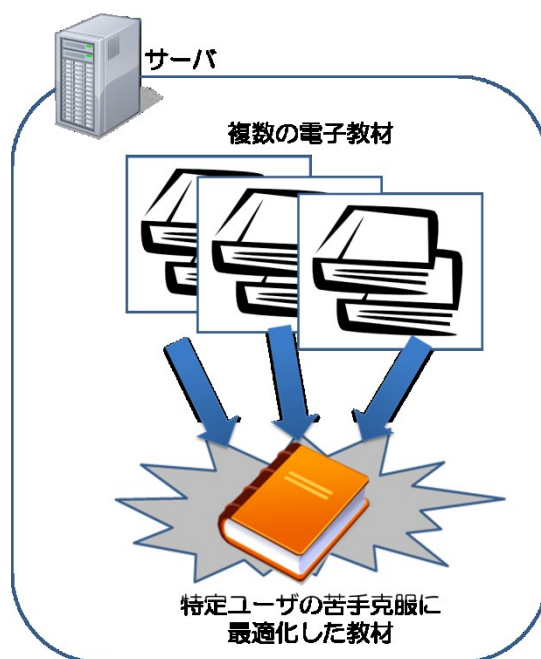 サーバ
複数の電子教材
特定ユーザの苦手克服に
最適化した教材